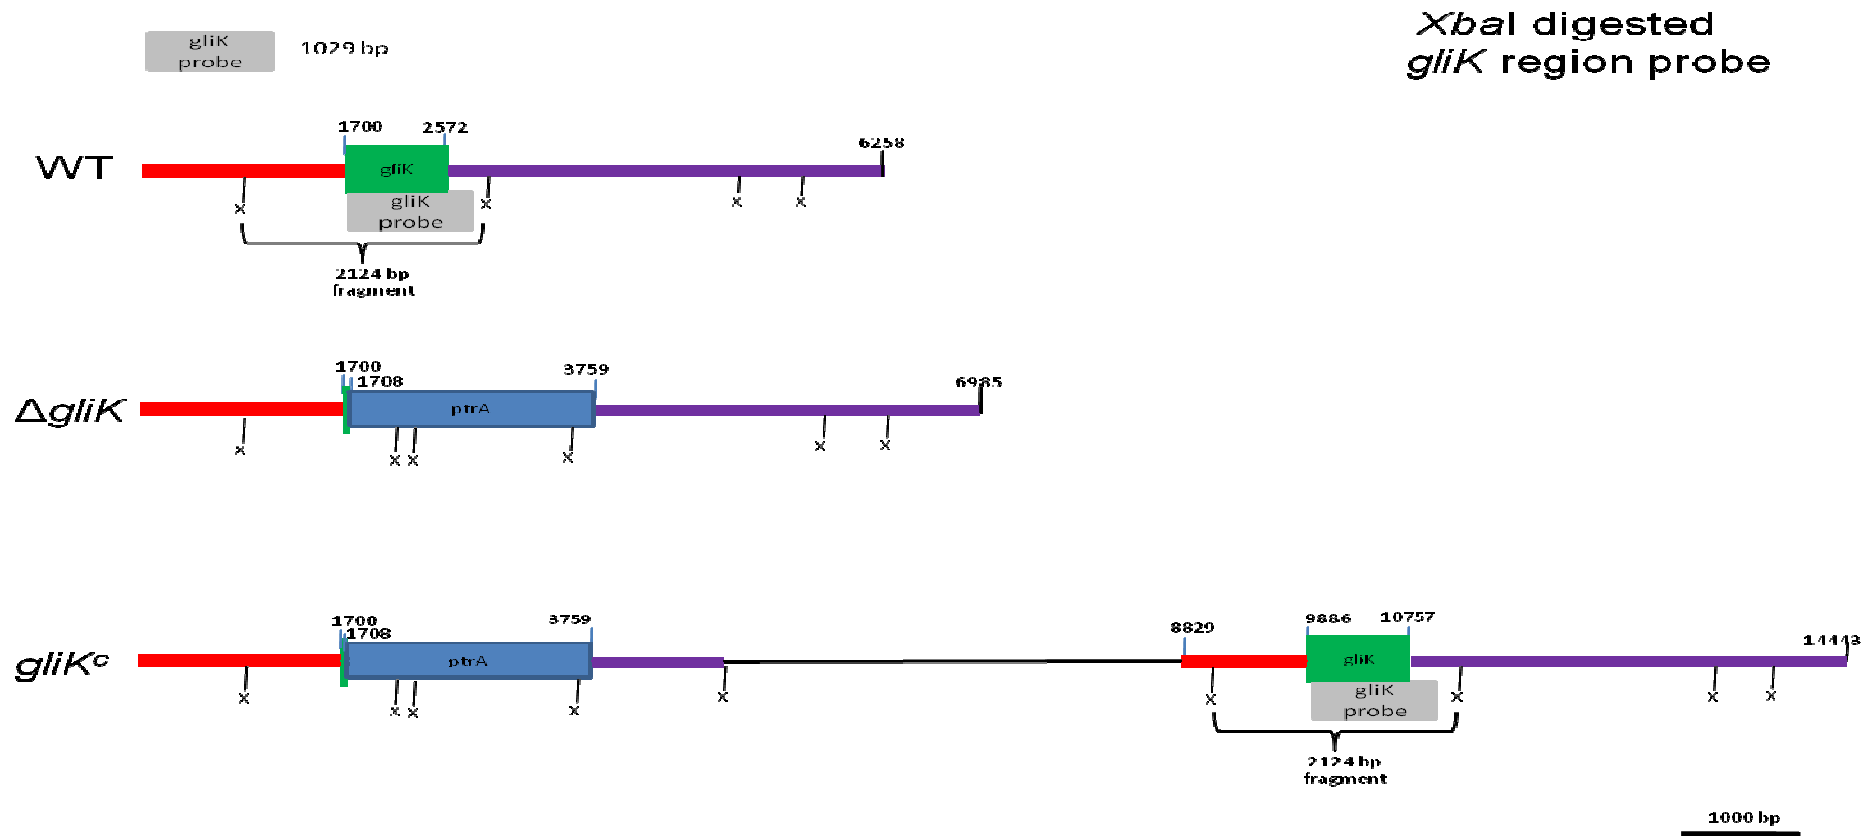 XbaI digested
gliK region probe
gliK
probe
1029 bp
WT
1700
2572
6258
gliK
gliK
probe
x
x
x
x
2124 bp
fragment
ΔgliK
1700
1708
3759
6985
ptrA
x
x
x
x
x
x
gliKᶜ
1700
1708
3759
8829
9886
10757
14443
ptrA
gliK
gliK
probe
x
x
x
x
x
x
x
x
x
2124 bp
fragment
1000 bp